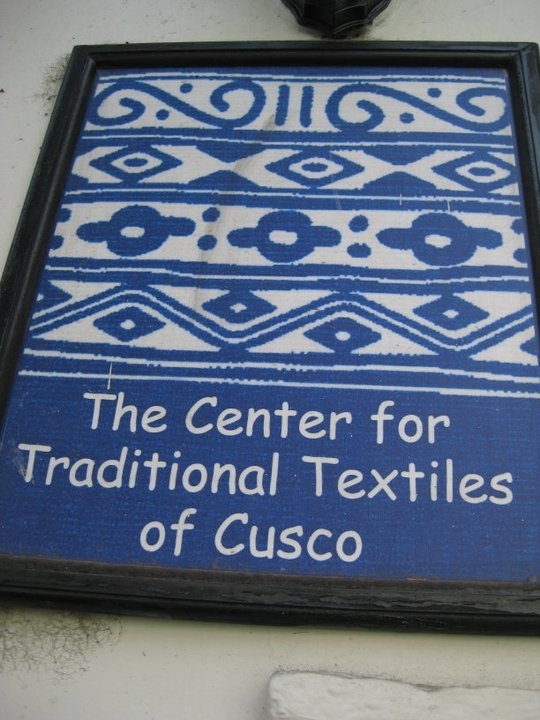 The Center for
Traditional Textiles
of Cusco